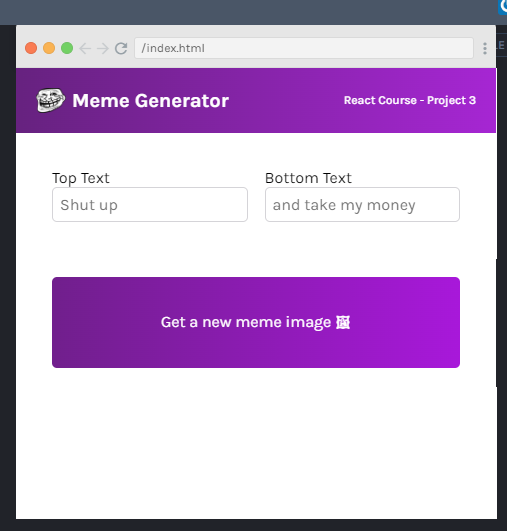 /index.html
LE
Meme Generator
React Course - Project 3
Top Text
Bottom Text
Shut up
and take my money
Get a new meme image 🖼